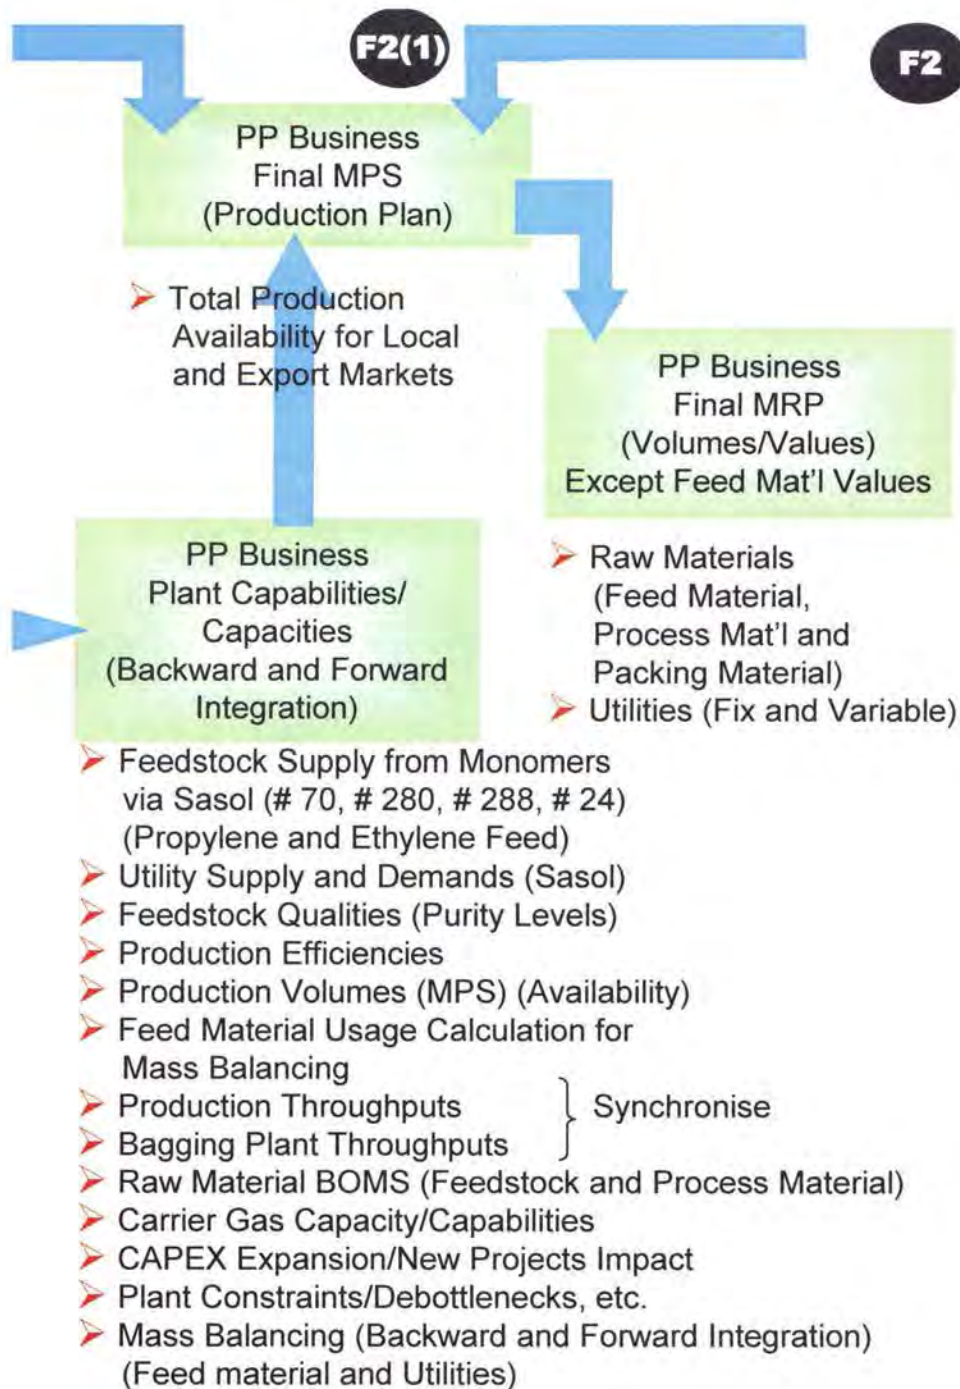 F2(1)
F2
PP Business
Final MPS
(Production Plan)
Total Production
Availability for Local
and Export Markets
PP Business
Final MRP
(Volumes/Values)
Except Feed Mat'l Values
Raw Materials
(Feed Material,
Process Mat'l and
Packing Material)
Utilities (Fix and Variable)
PP Business
Plant Capabilities/
Capacities
(Backward and Forward
Integration)
Feedstock Supply from Monomers
via Sasol (# 70, # 280, # 288, # 24)
(Propylene and Ethylene Feed)
Utility Supply and Demands (Sasol)
Feedstock Qualities (Purity Levels)
Production Efficiencies
Production Volumes (MPS) (Availability)
Feed Material Usage Calculation for
Mass Balancing
Production Throughputs
Bagging Plant Throughputs
Synchronise
Raw Material BOMS (Feedstock and Process Material)
Carrier Gas Capacity/Capabilities
CAPEX Expansion/New Projects Impact
Plant Constraints/Debottlenecks, etc.
Mass Balancing (Backward and Forward Integration)
(Feed material and Utilities)